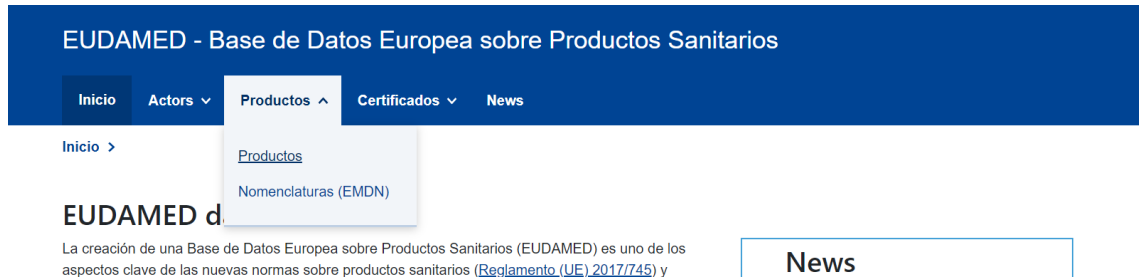 EUDAMED - Base de Datos Europea sobre Productos Sanitarios
Inicio Actors Productos Certificados News
Inicio >
Productos
Nomenclaturas (EMDN)
EUDAMED d
La creación de una Base de Datos Europea sobre Productos Sanitarios (EUDAMED) es uno de los
aspectos clave de las nuevas normas sobre productos sanitarios (Reglamento (UE) 2017/745) y
News